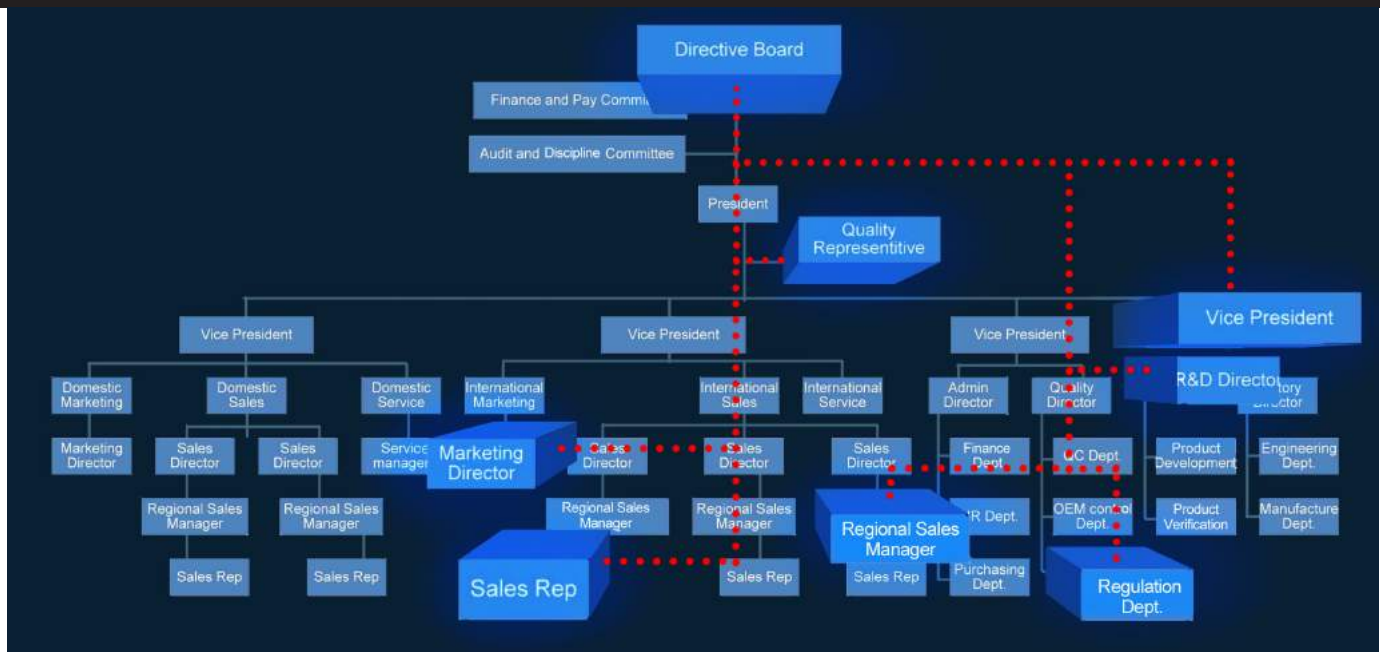 Directive Board
Finance and Pay
Audit and Discipline Committee
President
Quality
Representitive
Vice President
Vice President
Vice President
Vice President
Domestic
Marketing
Domestic
Sales
Domestic
Service
International
Marketing
International
Sales
International
Service
Admin
Director
Quality
Director
R&D Director
Marketing
Director
Sales
Director
Sales
Director
Service
manager
Marketing
Director
Sales
Director
Sales
Director
Sales
Director
Finance
Dept.
QC Dept.
Product
Development
Engineering
Dept.
Regional Sales
Manager
Regional Sales
Manager
Regional Sales
Manager
Regional Sales
Manager
Regional Sales
Manager
Dept.
OEM control
Dept.
Product
Verification
Manufacture
Dept.
Sales Rep
Sales Rep
Sales Rep
Sales Rep
Sales Rep
Purchasing
Dept.
Regulation
Dept.